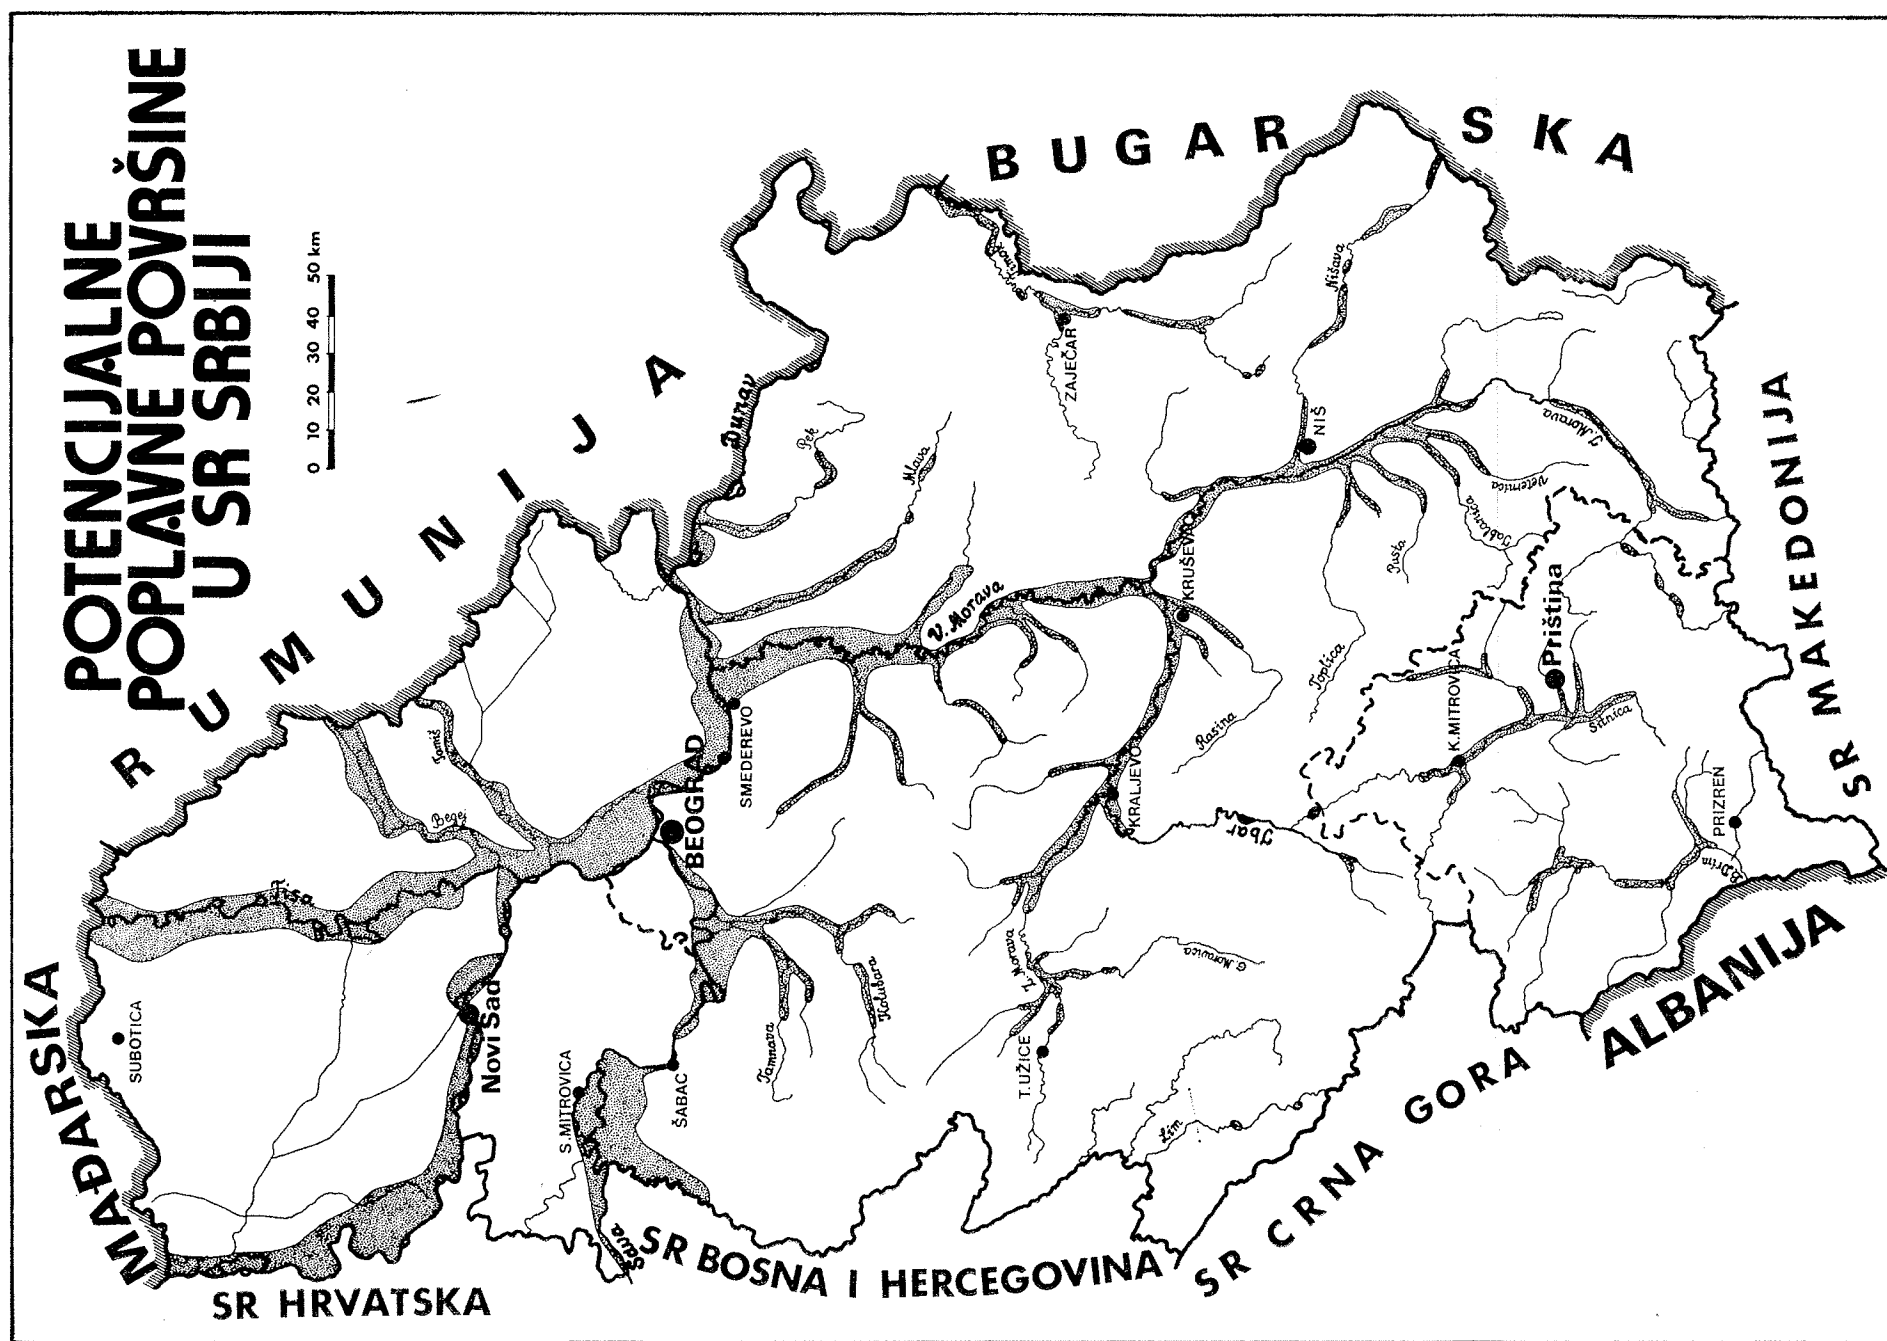 POTENCIJALNE
POPLAVNE POVRŠINE
U SR SRBIJI
0 10 20 30 40 50 km
MAĐARSKA
RUMUNIJA
BUGARSKA
SR MAKEDONIJA
ALBANIJA
SR CRNA GORA
SR BOSNA I HERCEGOVINA
SR HRVATSKA
SUBOTICA
Novi Sad
S.MITROVICA
ŠABAC
BEOGRAD
SMEDEREVO
ZAJEČAR
NIŠ
KRUŠEVAC
KRALJEVO
T.UŽICE
K.MITROVICA
Priština
PRIZREN
Tisa
Begej
Tamiš
Dunav
Sava
Pek
Mlava
V. Morava
Timok
Nišava
J. Morava
Veternica
Jablanica
Pusta
Toplica
Rasina
Ibar
Sitnica
B. Drim
Z. Morava
G. Moravica
Lim
Kolubara
Tamnava